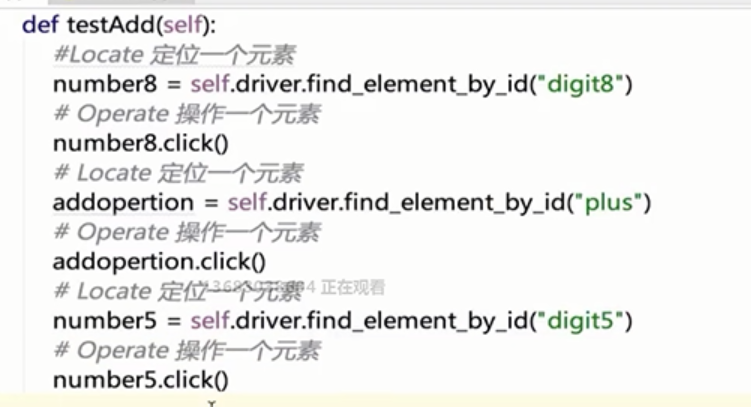 def testAdd(self):
#Locate 定位一个元素
number8 = self.driver.find_element_by_id("digit8")
# Operate 操作一个元素
number8.click()
# Locate 定位一个元素
addopertion = self.driver.find_element_by_id("plus")
# Operate 操作一个元素
addopertion.click()
# Locate 定位一个元素
正在观看
number5 = self.driver.find_element_by_id("digit5")
# Operate 操作一个元素
number5.click()